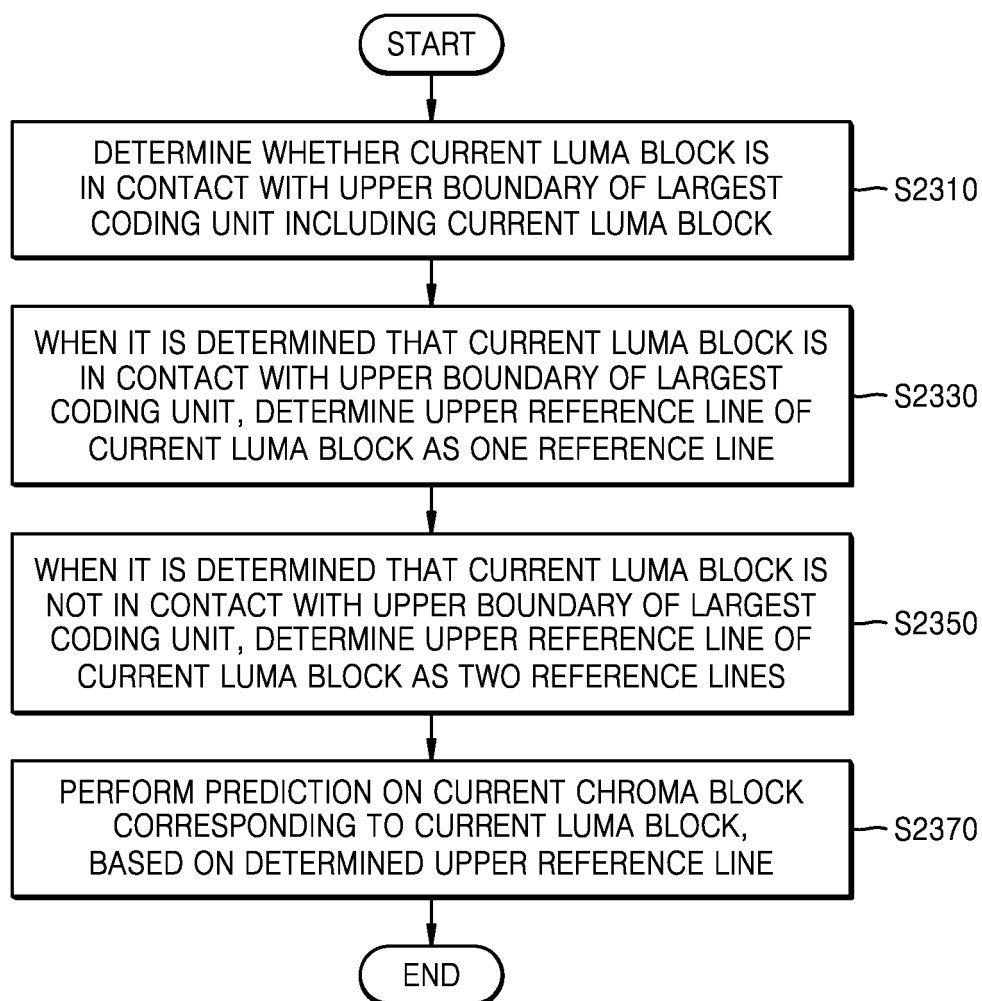 START
DETERMINE WHETHER CURRENT LUMA BLOCK IS
IN CONTACT WITH UPPER BOUNDARY OF LARGEST
CODING UNIT INCLUDING CURRENT LUMA BLOCK
S2310
WHEN IT IS DETERMINED THAT CURRENT LUMA BLOCK IS
IN CONTACT WITH UPPER BOUNDARY OF LARGEST
CODING UNIT, DETERMINE UPPER REFERENCE LINE OF
CURRENT LUMA BLOCK AS ONE REFERENCE LINE
S2330
WHEN IT IS DETERMINED THAT CURRENT LUMA BLOCK IS
NOT IN CONTACT WITH UPPER BOUNDARY OF LARGEST
CODING UNIT, DETERMINE UPPER REFERENCE LINE OF
CURRENT LUMA BLOCK AS TWO REFERENCE LINES
S2350
PERFORM PREDICTION ON CURRENT CHROMA BLOCK
CORRESPONDING TO CURRENT LUMA BLOCK,
BASED ON DETERMINED UPPER REFERENCE LINE
S2370
END